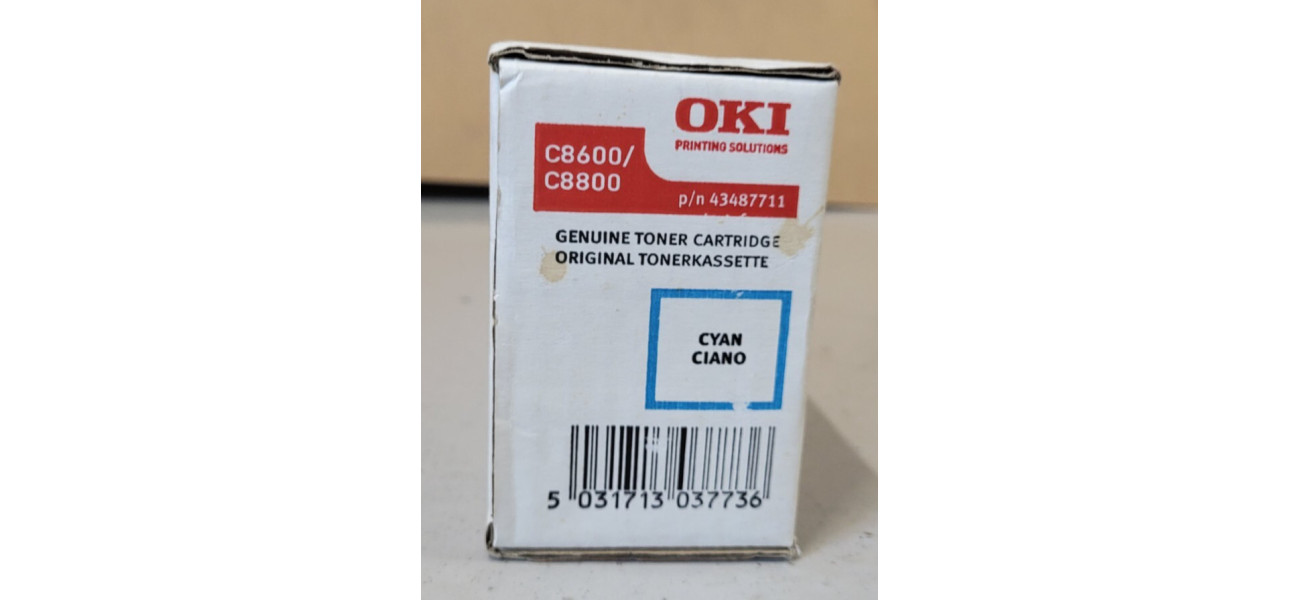 OKI
PRINTING SOLUTIONS
C8600/
C8800
p/n 43487711
GENUINE TONER CARTRIDGE
ORIGINAL TONERKASSETTE
CYAN
CIANO
5 031713 037736